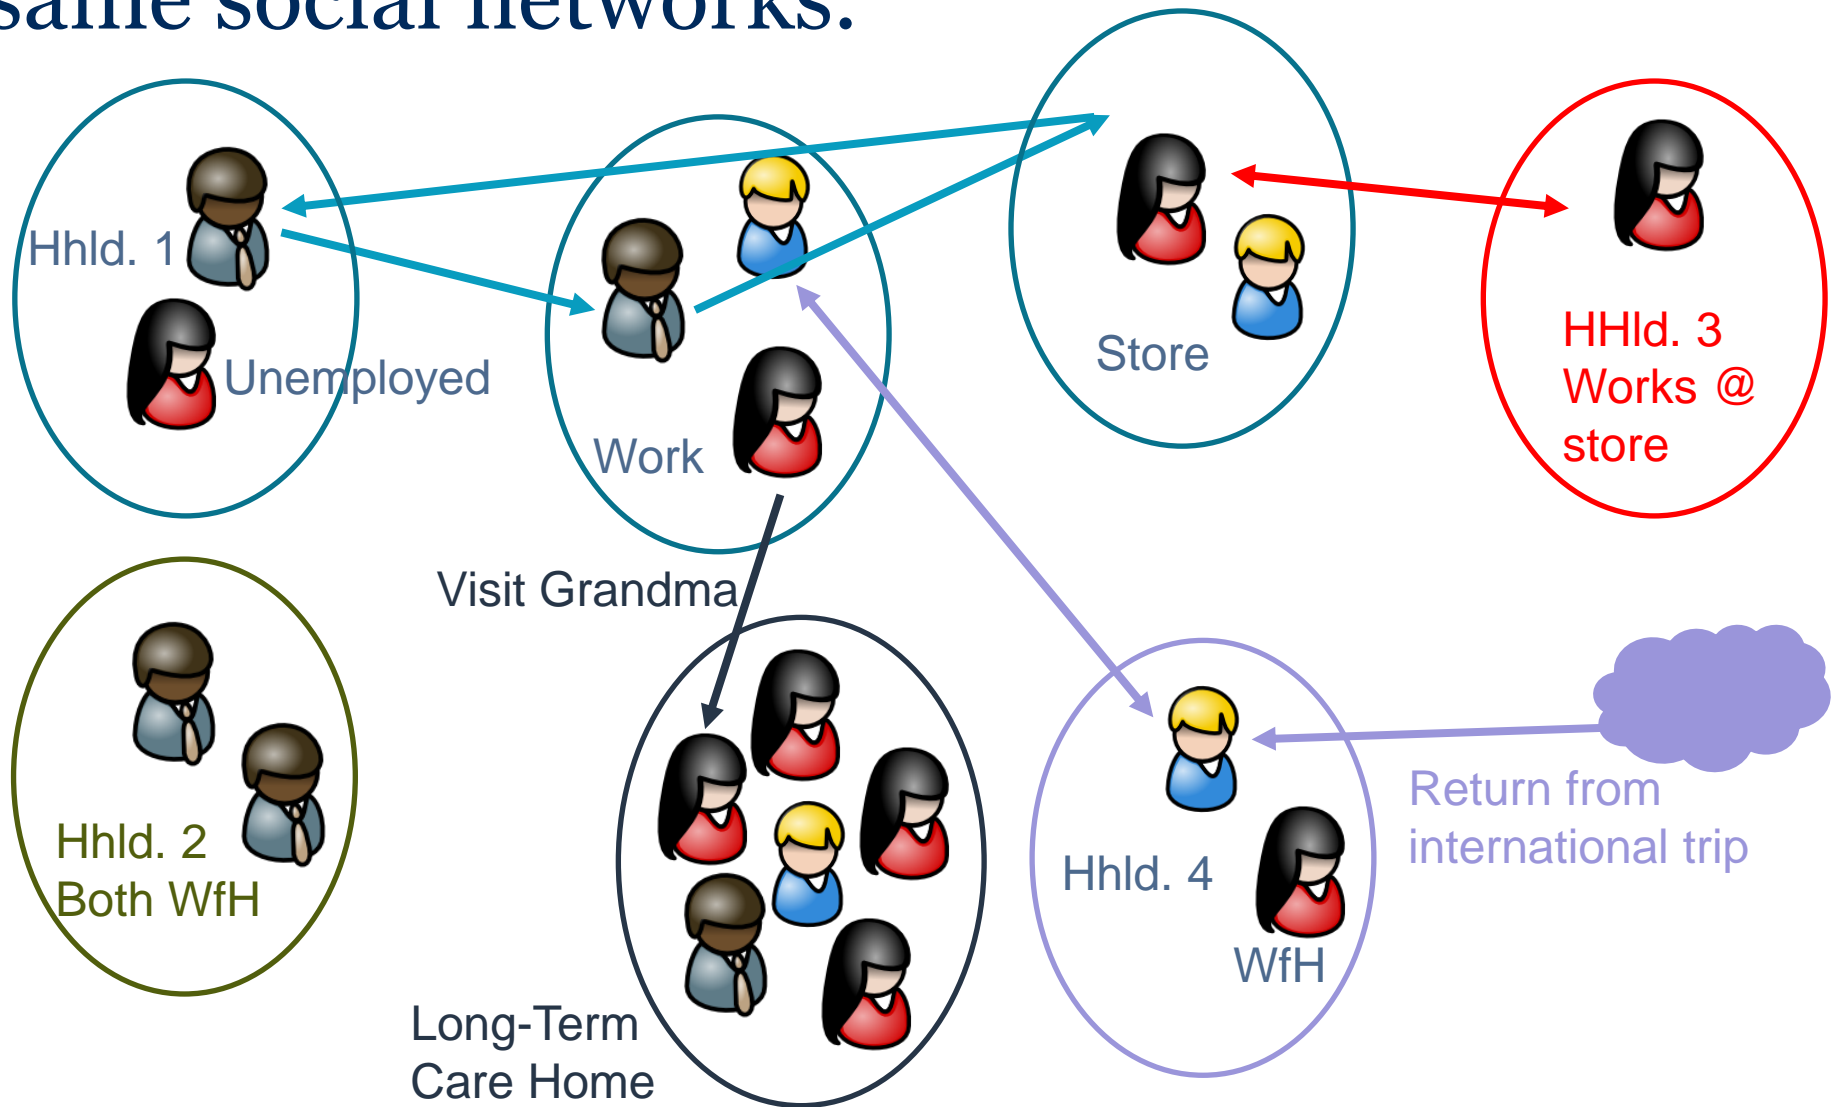 same social networks.
Hhld. 1
Unemployed
Work
Store
HHld. 3
Works @
store
Visit Grandma
Hhld. 2
Both WfH
Long-Term
Care Home
Hhld. 4
WfH
Return from
international trip